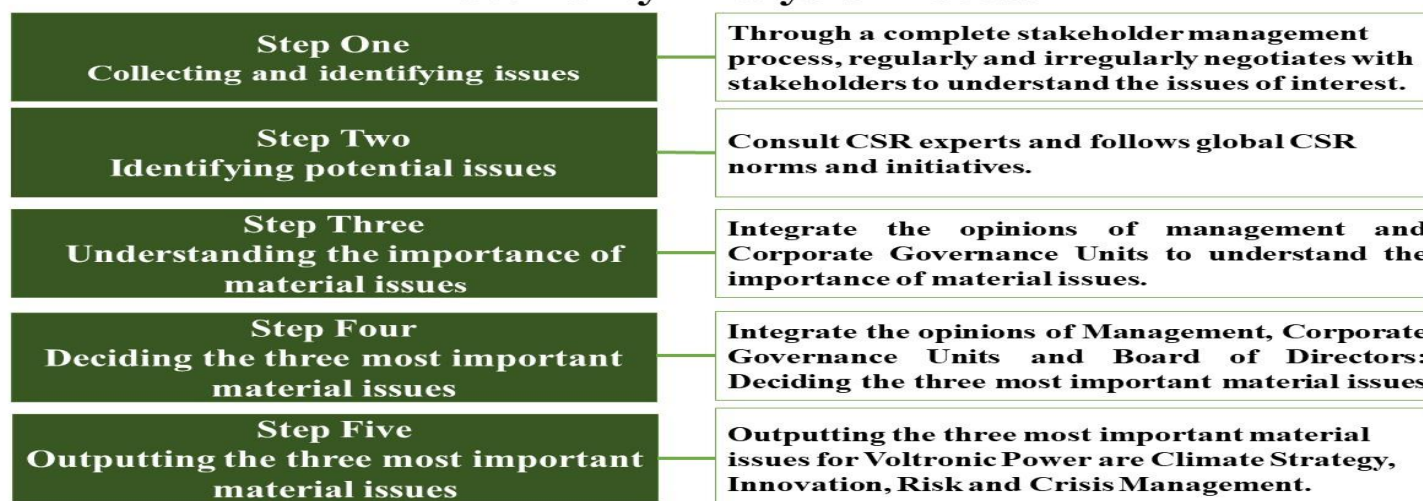 Step One
Collecting and identifying issues
Through a complete stakeholder management
process, regularly and irregularly negotiates with
stakeholders to understand the issues of interest.
Step Two
Identifying potential issues
Consult CSR experts and follows global CSR
norms and initiatives.
Step Three
Understanding the importance of
material issues
Integrate the opinions of management and
Corporate Governance Units to understand the
importance of material issues.
Step Four
Deciding the three most important
material issues
Integrate the opinions of Management, Corporate
Governance Units and Board of Directors:
Deciding the three most important material issues
Step Five
Outputting the three most important
material issues
Outputting the three most important material
issues for Voltronic Power are Climate Strategy,
Innovation, Risk and Crisis Management.